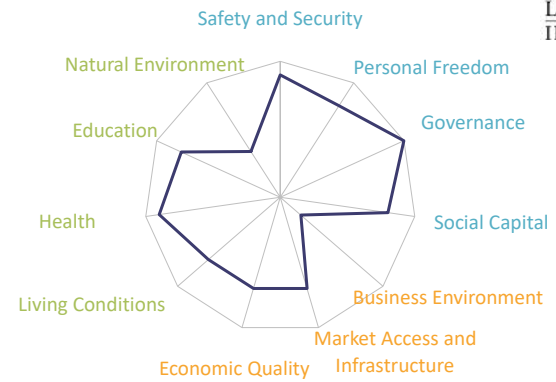 Safety and Security
Natural Environment
Personal Freedom
Education
Governance
Health
Social Capital
Living Conditions
Business Environment
Market Access and
Infrastructure
Economic Quality